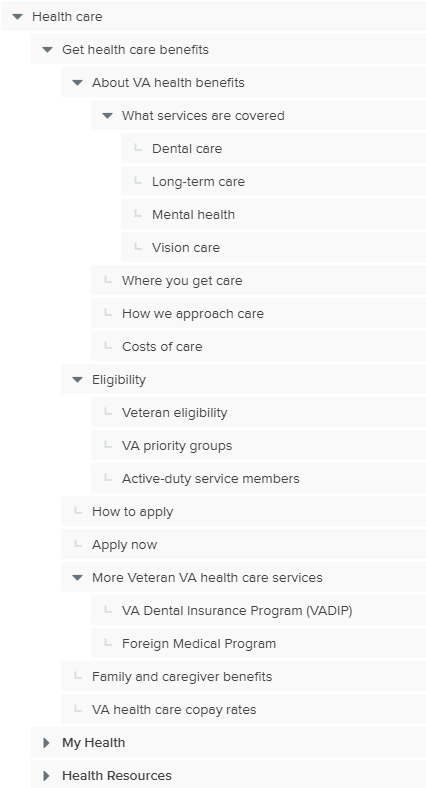 Health care
Get health care benefits
About VA health benefits
What services are covered
Dental care
Long-term care
Mental health
Vision care
Where you get care
How we approach care
Costs of care
Eligibility
Veteran eligibility
VA priority groups
Active-duty service members
How to apply
Apply now
More Veteran VA health care services
VA Dental Insurance Program (VADIP)
Foreign Medical Program
Family and caregiver benefits
VA health care copay rates
My Health
Health Resources